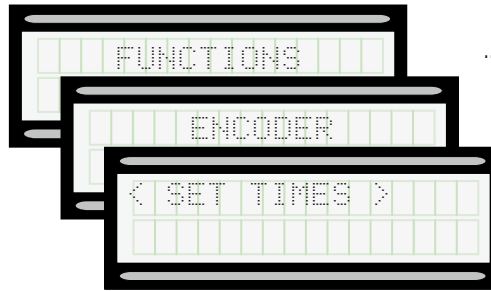 FUNCTIONS
ENCODER
< SET TIMES >